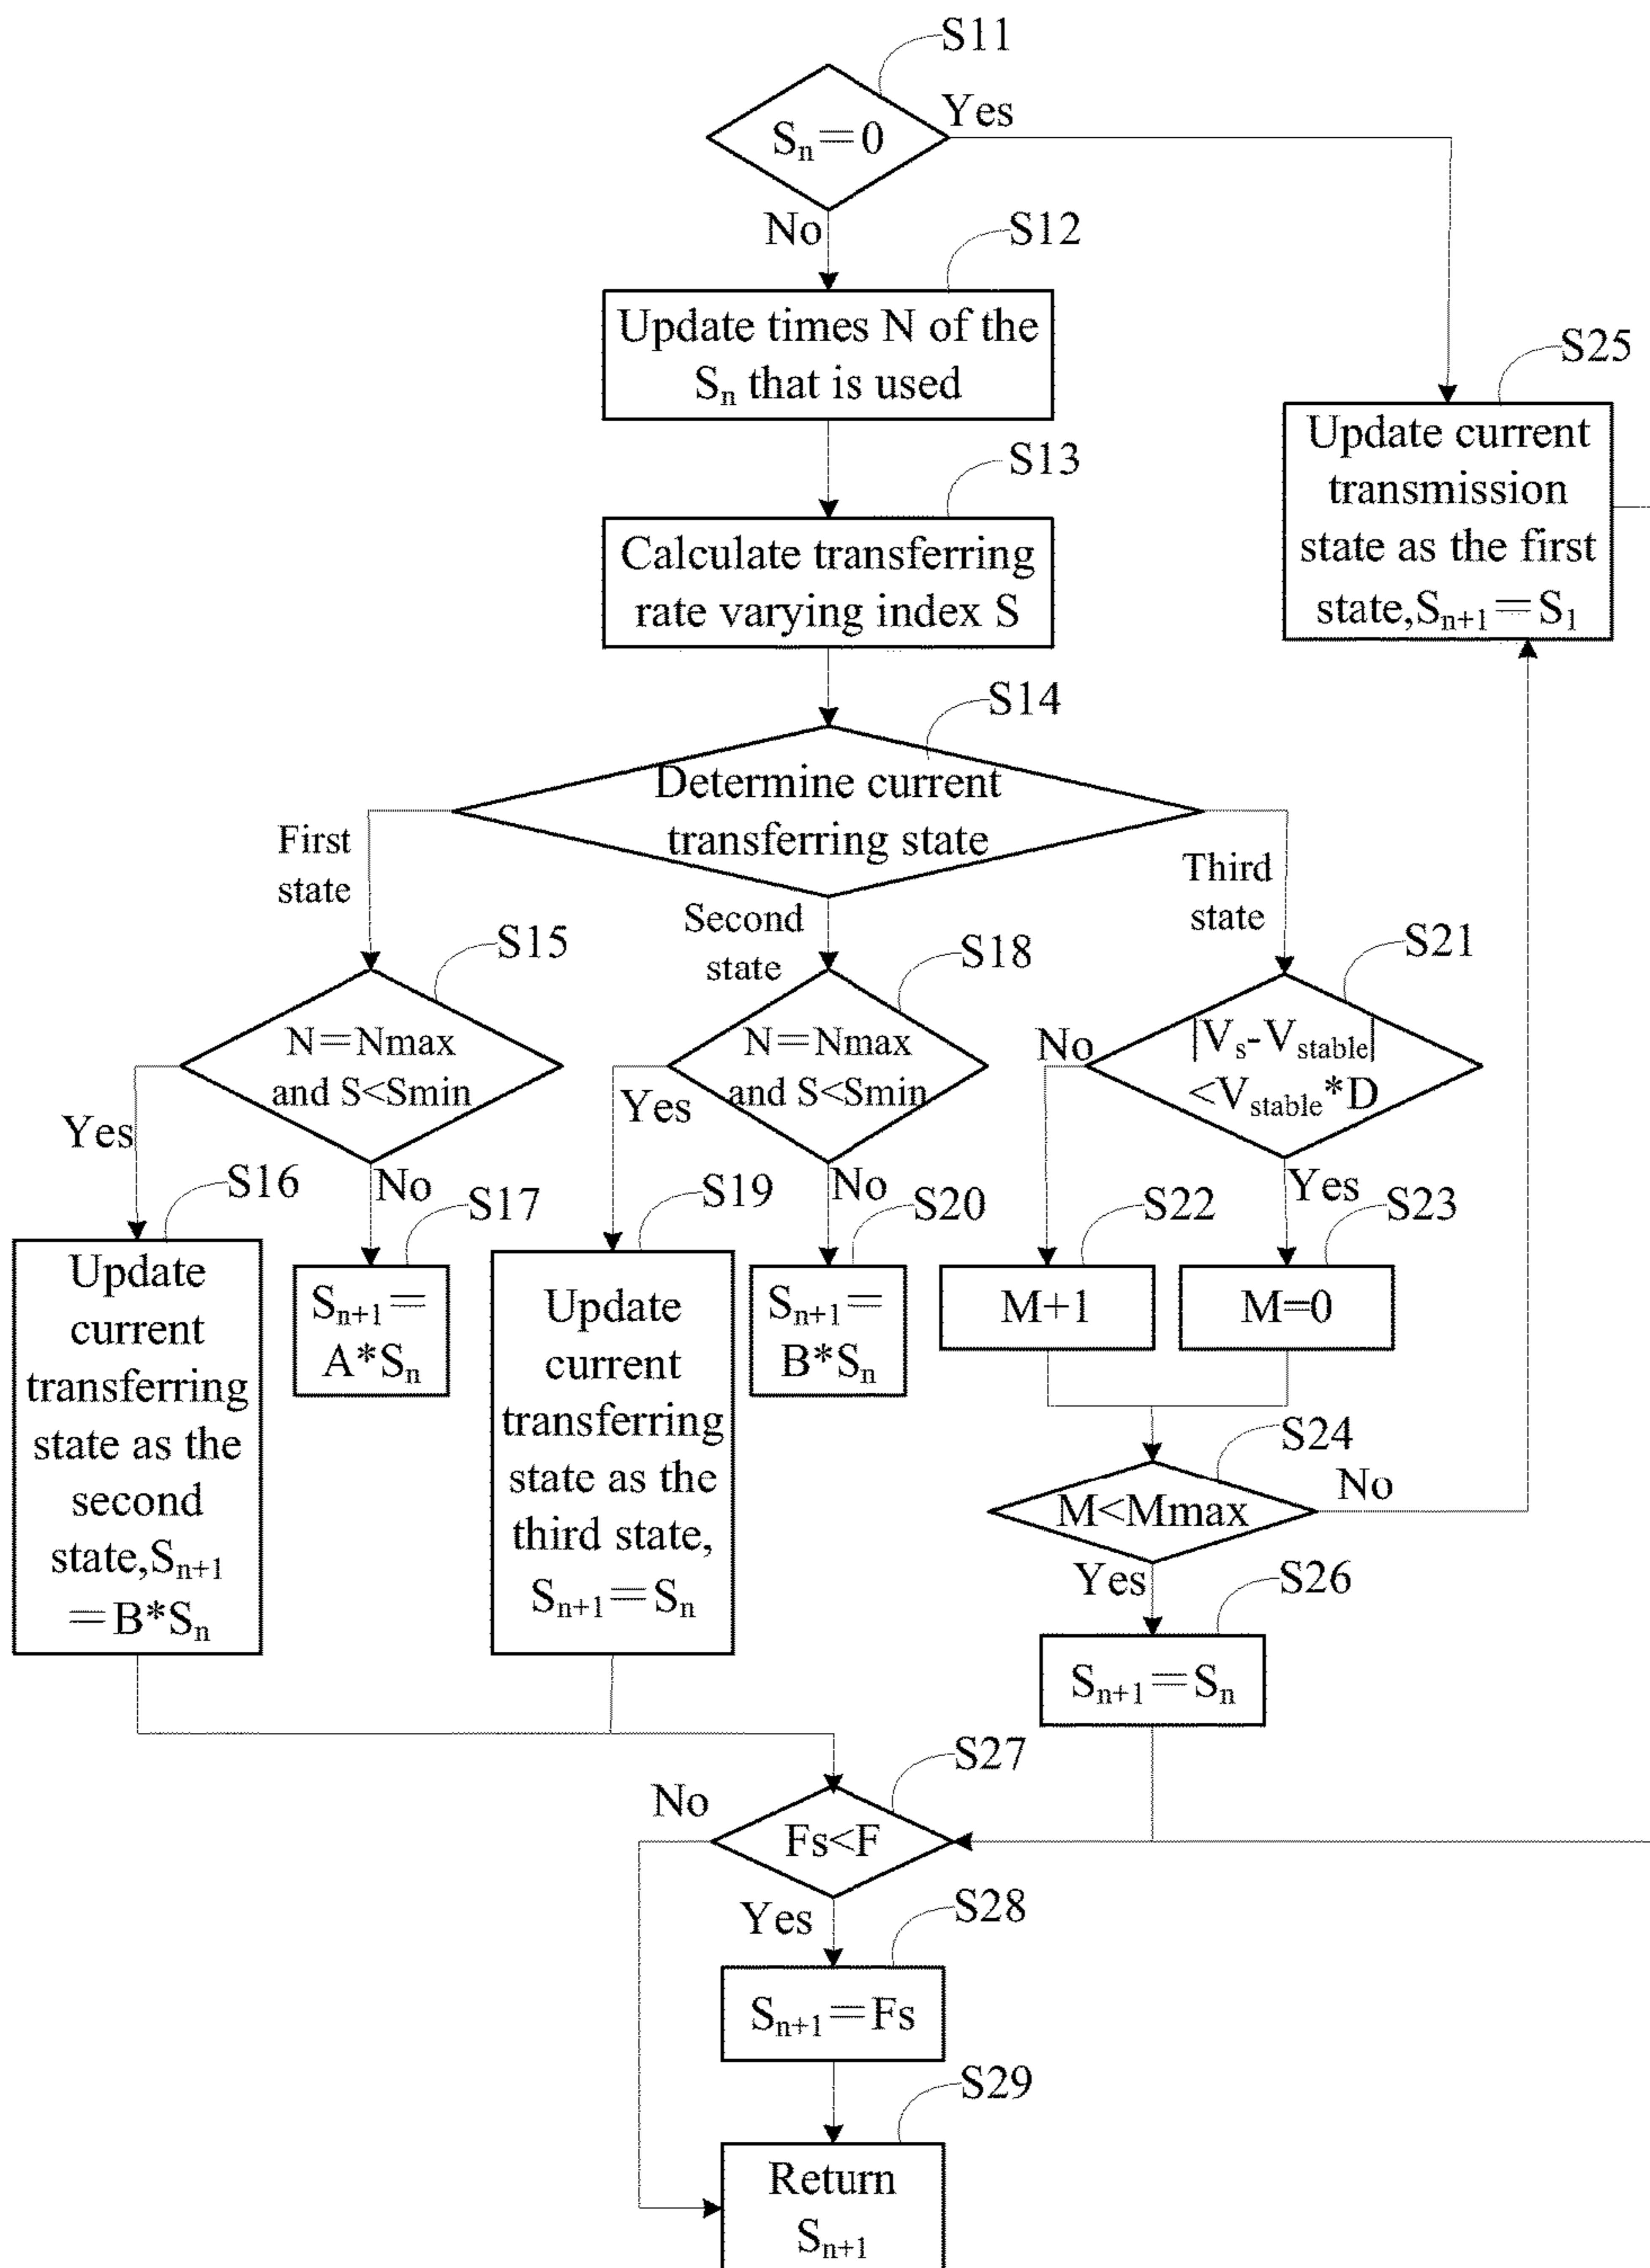 S11
Sₙ=0
Yes
No
S12
Update times N of the
Sₙ that is used
S13
Calculate transferring
rate varying index S
S25
Update current
transmission
state as the first
state,Sₙ₊₁=S₁
S14
Determine current
transferring state
First
state
Second
state
Third
state
S15
N=Nmax
and S<Smin
Yes
No
S16
Update
current
transferring
state as the
second
state,Sₙ₊₁
=B*Sₙ
S17
Sₙ₊₁=
A*Sₙ
S18
N=Nmax
and S<Smin
Yes
No
S19
Update
current
transferring
state as the
third state,
Sₙ₊₁=Sₙ
S20
Sₙ₊₁=
B*Sₙ
S21
|Vₛ-V_stable|
<V_stable*D
No
Yes
S22
M+1
S23
M=0
S24
M<Mmax
No
Yes
S26
Sₙ₊₁=Sₙ
S27
Fs<F
No
Yes
S28
Sₙ₊₁=Fs
S29
Return
Sₙ₊₁